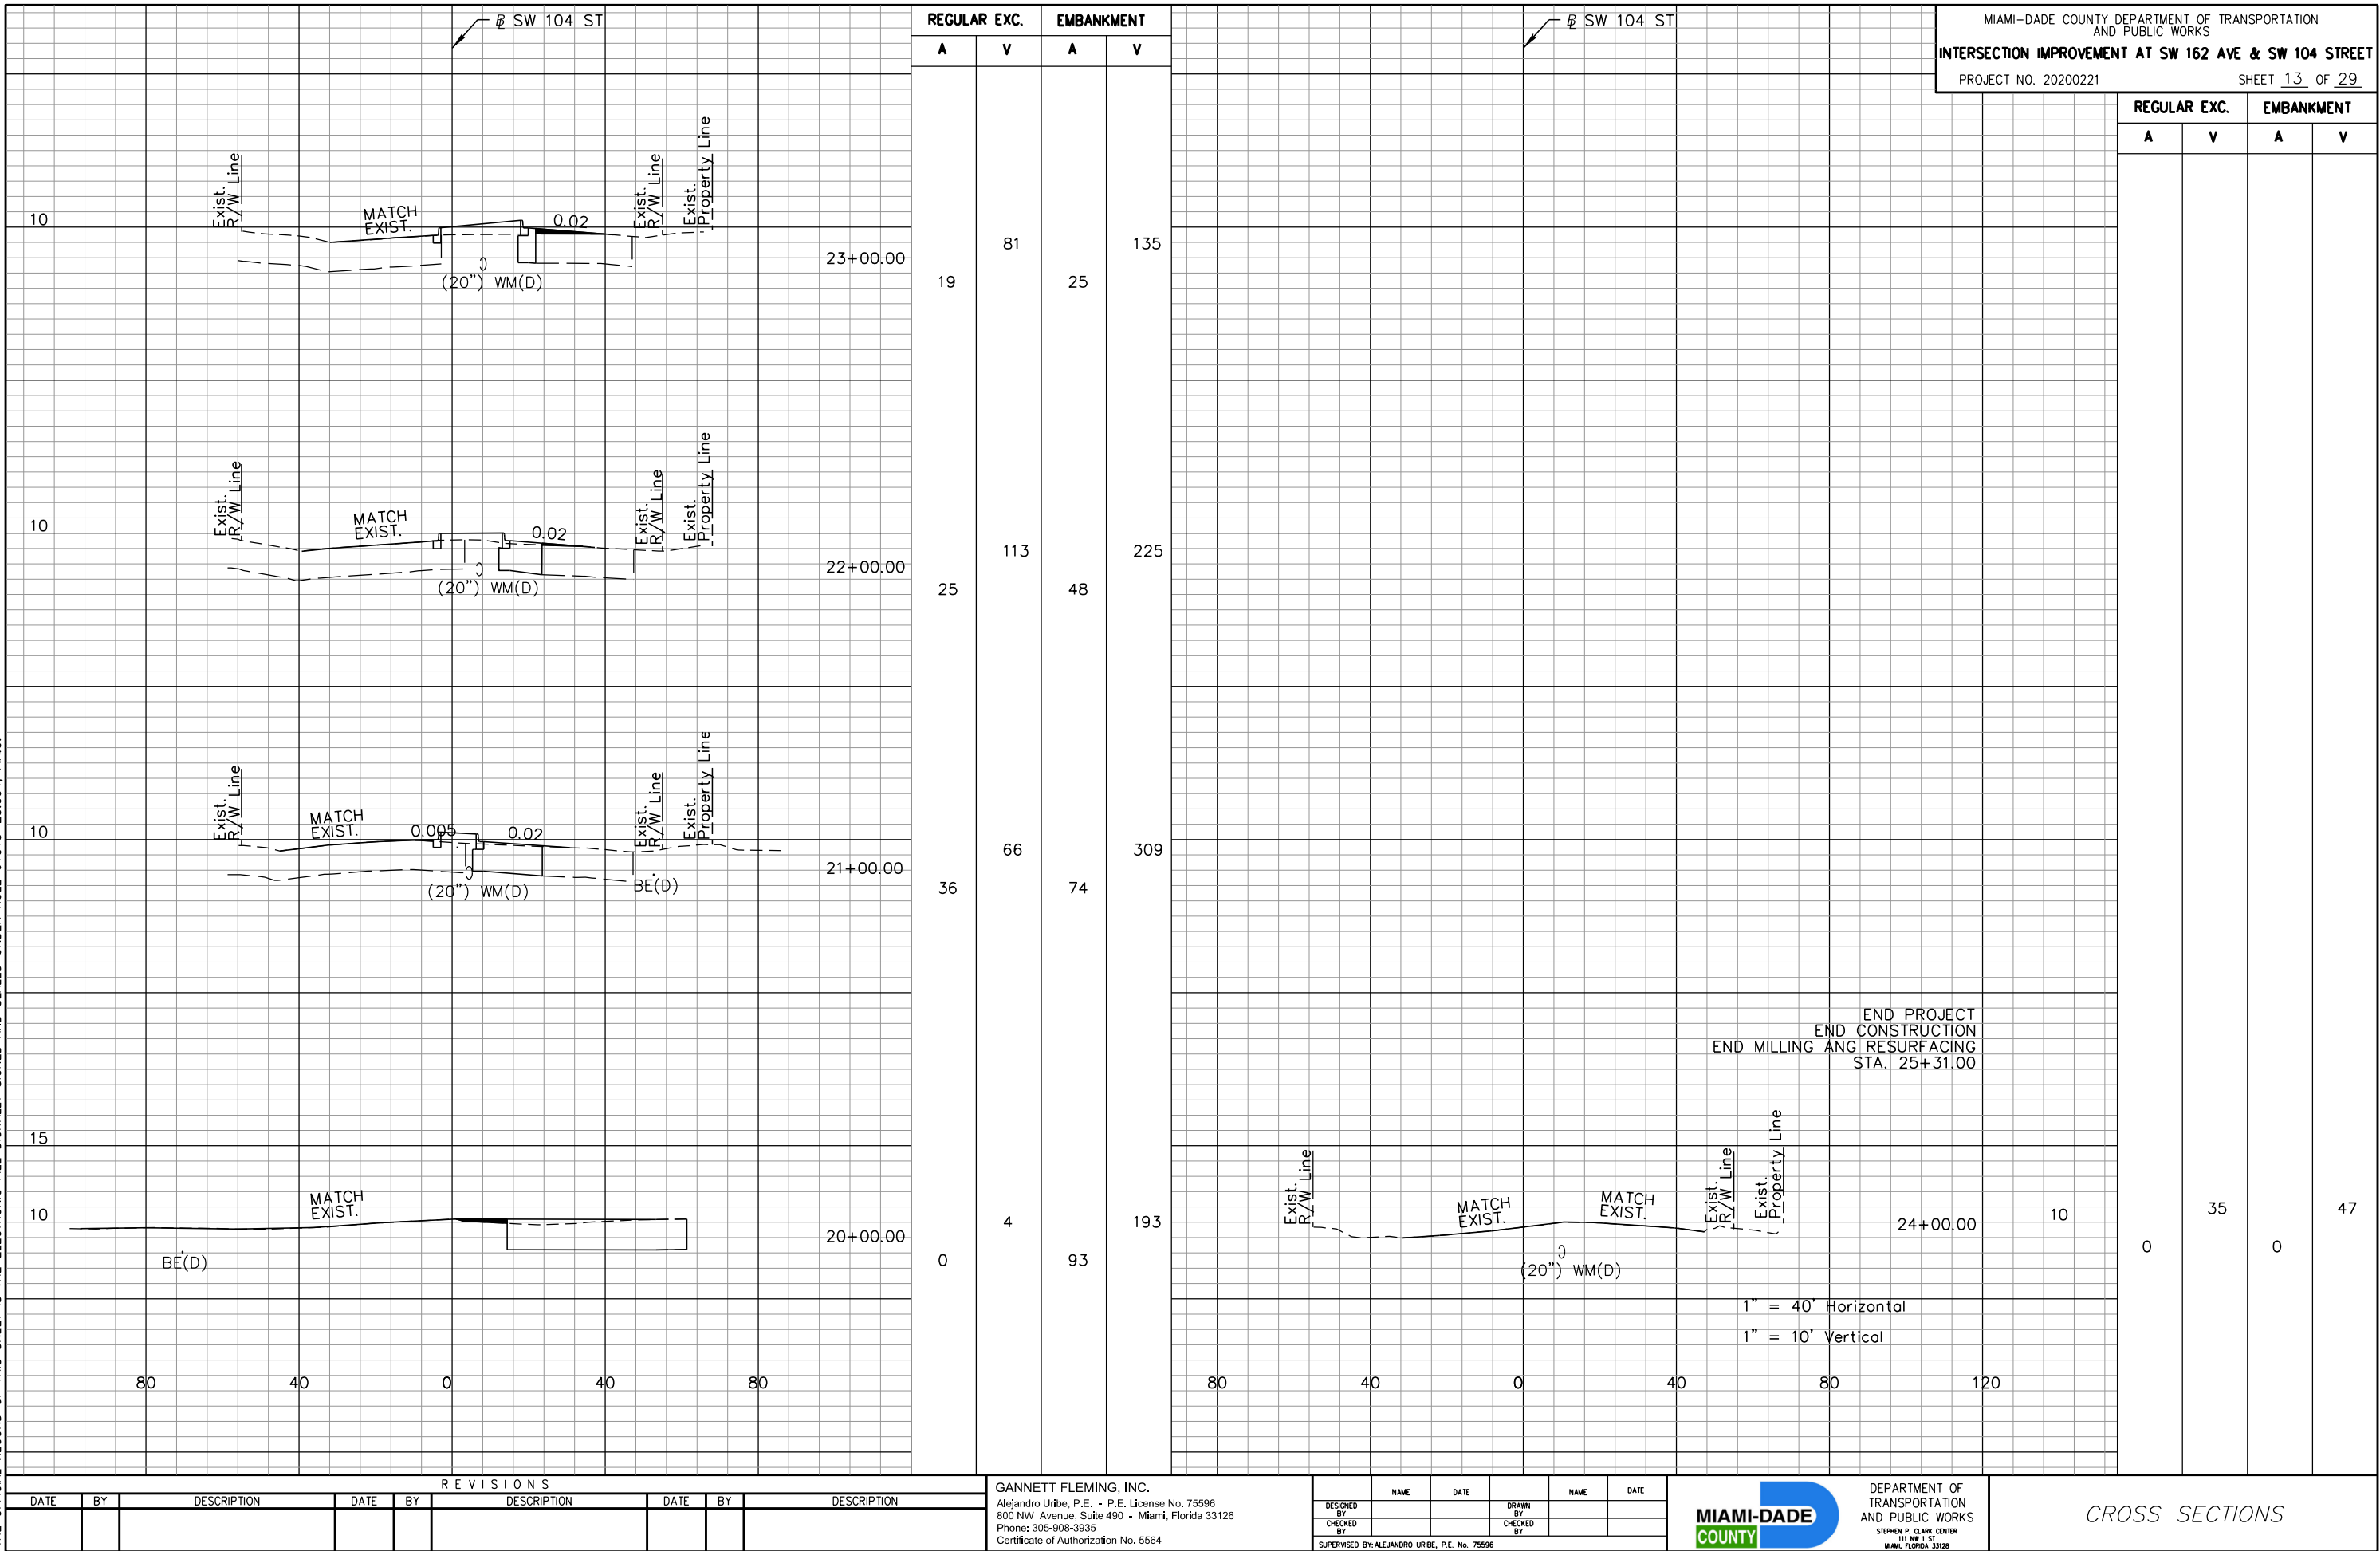 ℄ SW 104 ST
REGULAR EXC. EMBANKMENT
A V A V
Exist.
R/W Line
MATCH
EXIST.
0.02
Exist.
R/W Line
Exist.
Property Line
10
(20") WM(D)
23+00.00
81 135
19 25
Exist.
R/W Line
MATCH
EXIST.
0.02
Exist.
R/W Line
Exist.
Property Line
10
(20") WM(D)
22+00.00
113 225
25 48
Exist.
R/W Line
MATCH
EXIST.
0.005
0.02
Exist.
R/W Line
Exist.
Property Line
10
(20") WM(D)
BE(D)
21+00.00
66 309
36 74
15
MATCH
EXIST.
10
BE(D)
20+00.00
4 193
0 93
80 40 0 40 80
℄ SW 104 ST
MIAMI-DADE COUNTY DEPARTMENT OF TRANSPORTATION
AND PUBLIC WORKS
INTERSECTION IMPROVEMENT AT SW 162 AVE & SW 104 STREET
PROJECT NO. 20200221 SHEET 13 OF 29
REGULAR EXC. EMBANKMENT
A V A V
END PROJECT
END CONSTRUCTION
END MILLING ANG RESURFACING
STA. 25+31.00
Exist.
R/W Line
MATCH
EXIST.
MATCH
EXIST.
Exist.
R/W Line
Exist.
Property Line
24+00.00
10
35 47
0 0
(20") WM(D)
1" = 40' Horizontal
1" = 10' Vertical
80 40 0 40 80 120
REVISIONS
DATE BY DESCRIPTION DATE BY DESCRIPTION DATE BY DESCRIPTION
GANNETT FLEMING, INC.
Alejandro Uribe, P.E. - P.E. License No. 75596
800 NW Avenue, Suite 490 - Miami, Florida 33126
Phone: 305-908-3935
Certificate of Authorization No. 5564
NAME DATE NAME DATE
DESIGNED BY DRAWN BY
CHECKED BY CHECKED BY
SUPERVISED BY: ALEJANDRO URIBE, P.E. No. 75596
MIAMI-DADE
COUNTY
DEPARTMENT OF
TRANSPORTATION
AND PUBLIC WORKS
STEPHEN P. CLARK CENTER
111 NW 1 ST
MIAMI, FLORIDA 33128
CROSS SECTIONS